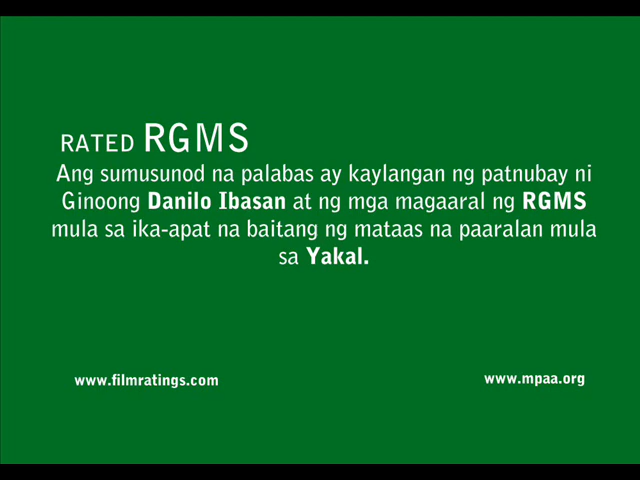 RATED RGMS
Ang sumusunod na palabas ay kaylangan ng patnubay ni
Ginoong Danilo Ibasan at ng mga magaaral ng RGMS
mula sa ika-apat na baitang ng mataas na paaralan mula
sa Yakal.
www.filmratings.com
www.mpaa.org